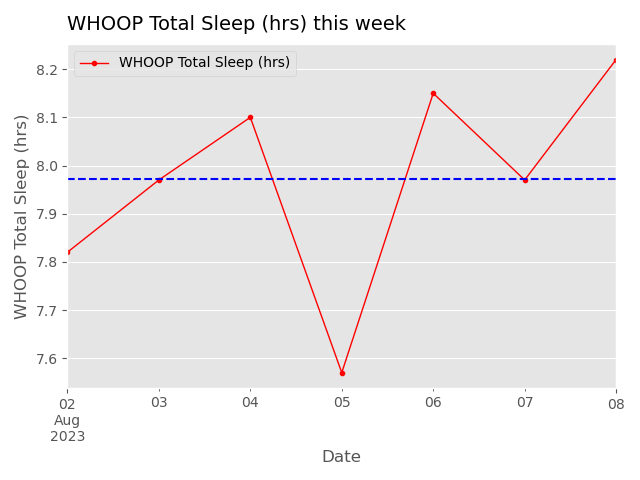 WHOOP Total Sleep (hrs) this week
WHOOP Total Sleep (hrs)
WHOOP Total Sleep (hrs)
8.2
8.1
8.0
7.9
7.8
7.7
7.6
02 03 04 05 06 07 08
Aug
2023
Date